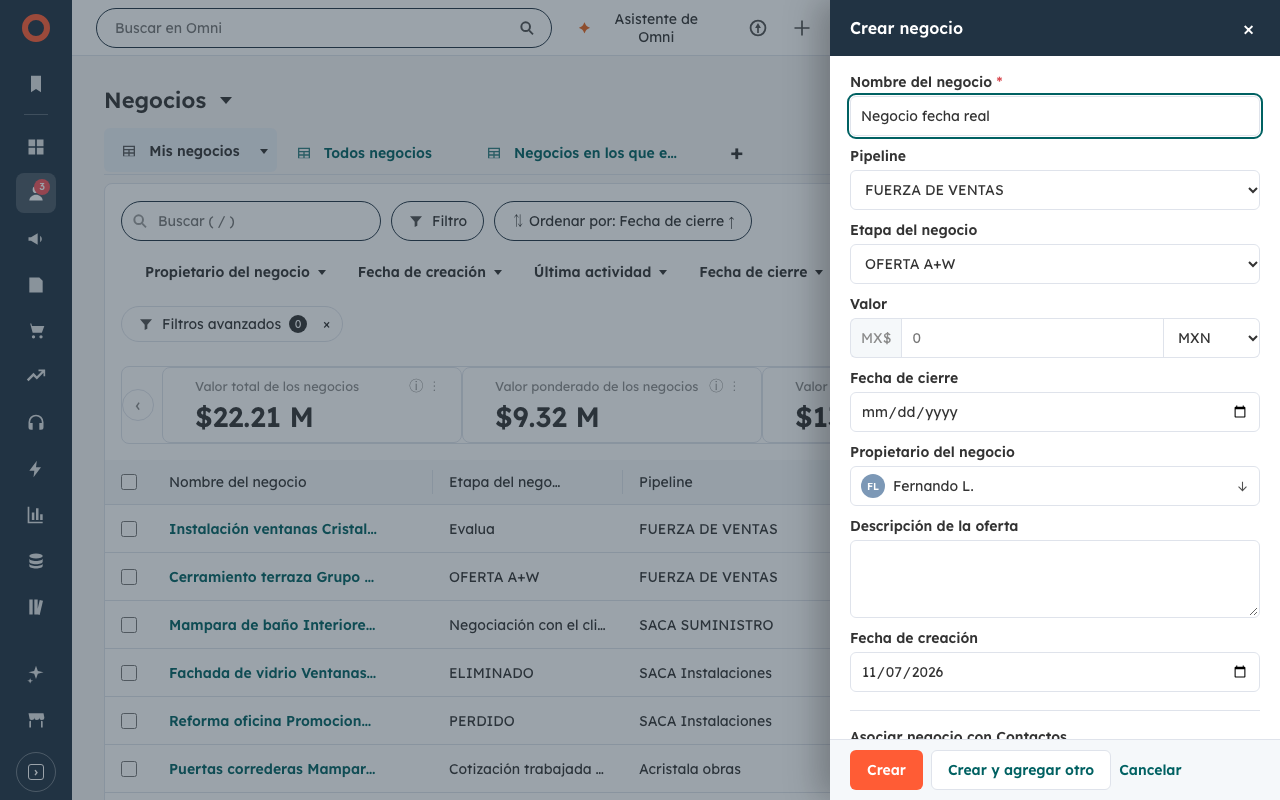 Buscar en Omni
Asistente de
Omni
3
Negocios
Mis negocios
Todos negocios
Negocios en los que e...
Buscar ( / )
Filtro
Ordenar por: Fecha de cierre ↑
Propietario del negocio
Fecha de creación
Última actividad
Fecha de cierre
Filtros avanzados 0 ×
Valor total de los negocios
$22.21 M
Valor ponderado de los negocios
$9.32 M
Valor
Nombre del negocio
Etapa del nego...
Pipeline
Instalación ventanas Cristal...
Evalua
FUERZA DE VENTAS
Cerramiento terraza Grupo ...
OFERTA A+W
FUERZA DE VENTAS
Mampara de baño Interiore...
Negociación con el cli...
SACA SUMINISTRO
Fachada de vidrio Ventanas...
ELIMINADO
SACA Instalaciones
Reforma oficina Promocion...
PERDIDO
SACA Instalaciones
Puertas correderas Mampar...
Cotización trabajada ...
Acristala obras
Crear negocio
×
Nombre del negocio *
Negocio fecha real
Pipeline
FUERZA DE VENTAS
Etapa del negocio
OFERTA A+W
Valor
MX$
0
MXN
Fecha de cierre
mm/dd/yyyy
Propietario del negocio
FL
Fernando L.
↓
Descripción de la oferta
Fecha de creación
11/07/2026
Asociar negocio con Contactos
Crear
Crear y agregar otro
Cancelar